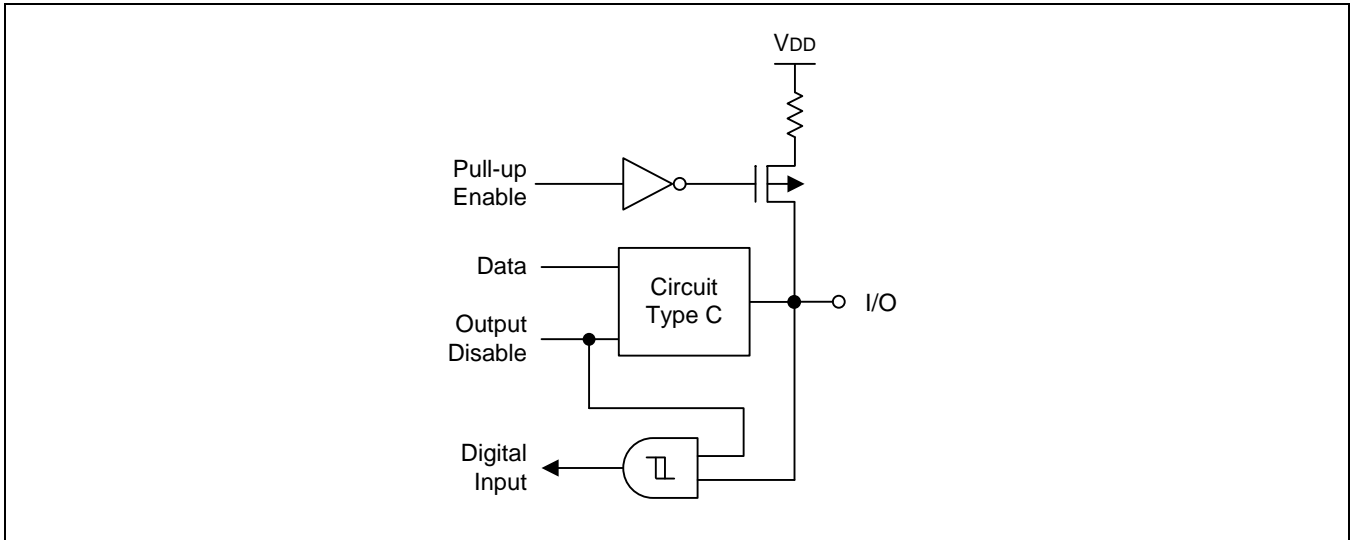 VDD
Pull-up
Enable
Data
Circuit
Type C
I/O
Output
Disable
Digital
Input